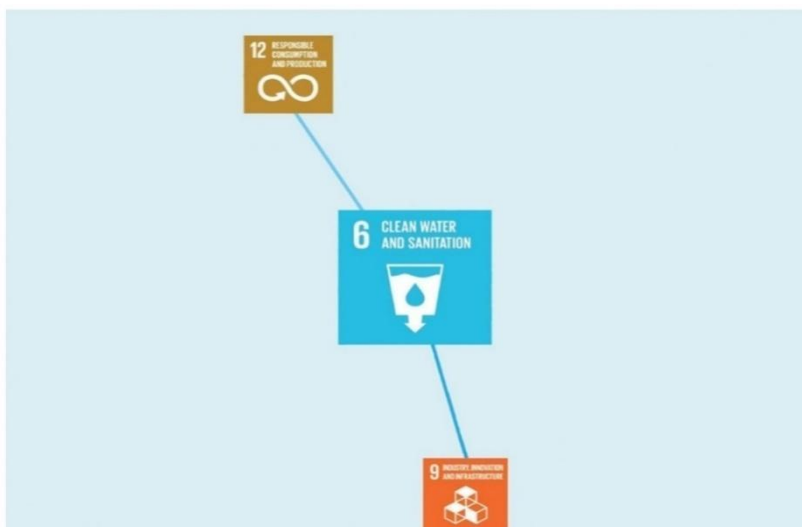 12 RESPONSIBLE
CONSUMPTION
AND PRODUCTION
6 CLEAN WATER
AND SANITATION
9 INDUSTRY, INNOVATION
AND INFRASTRUCTURE